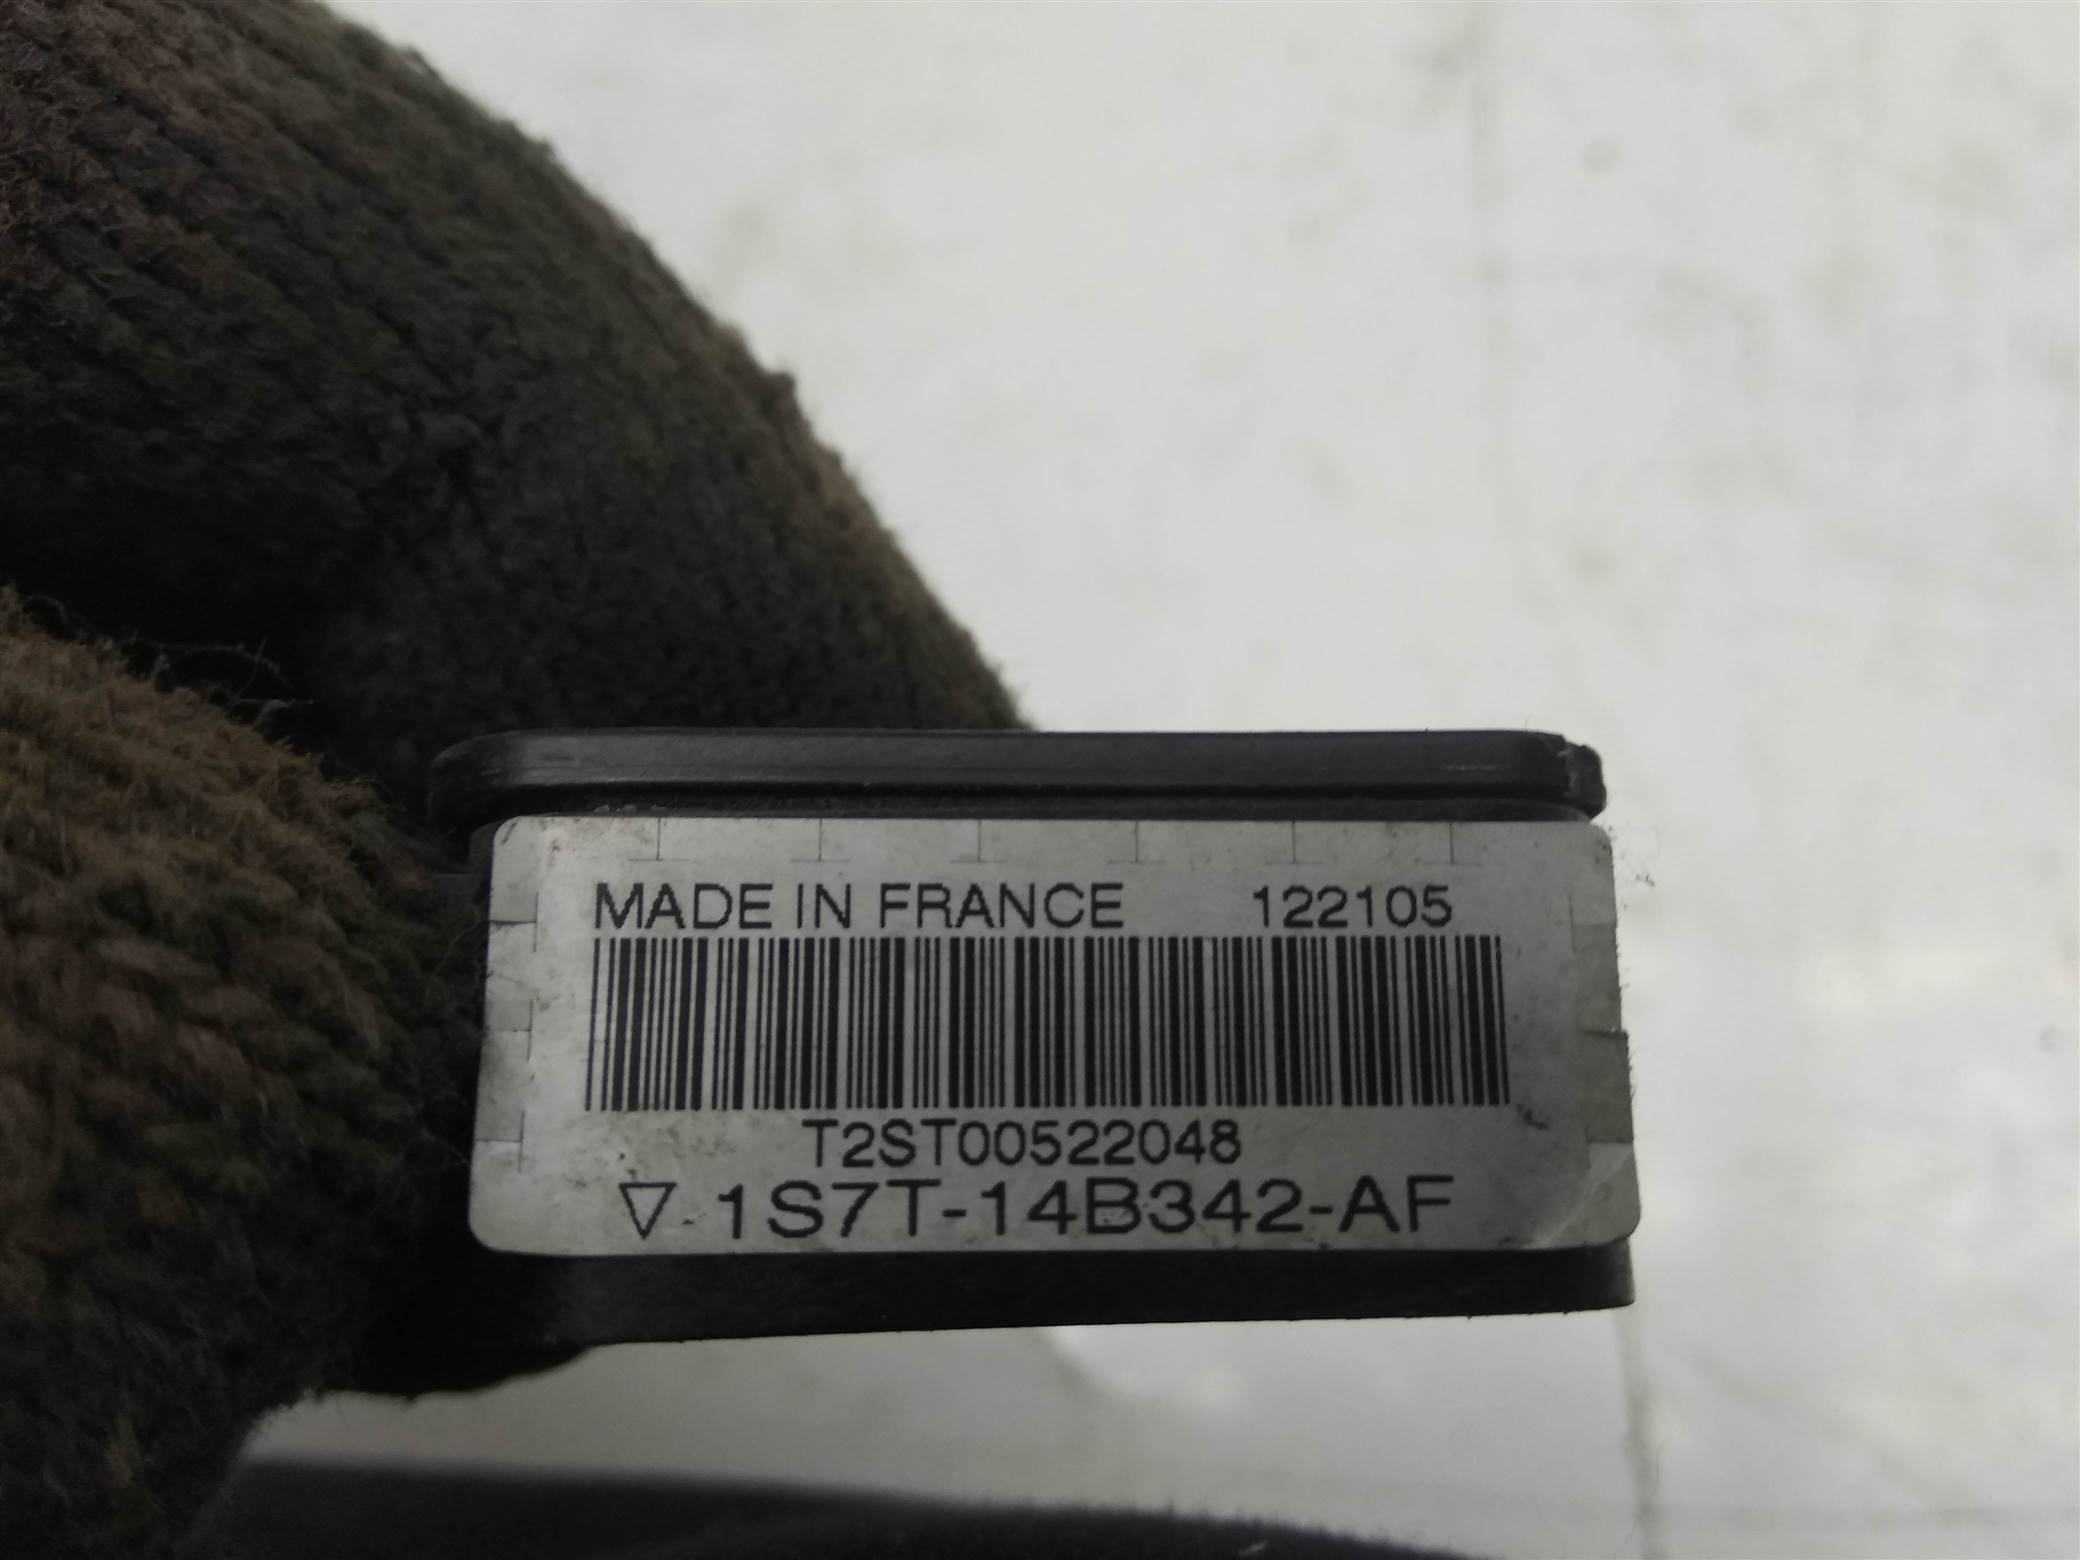 MADE IN FRANCE 122105
T2ST00522048
▽ 1S7T-14B342-AF